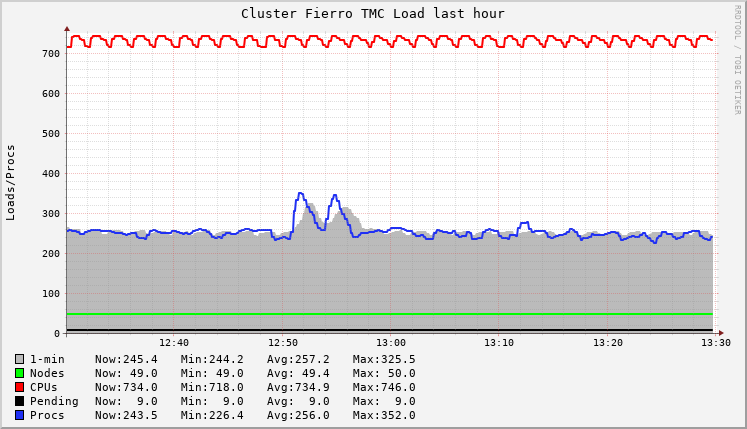 Cluster Fierro TMC Load last hour
RRDTOOL / TOBI OETIKER
Loads/Procs
700
600
500
400
300
200
100
0
12:40 12:50 13:00 13:10 13:20 13:30
1-min Now:245.4 Min:244.2 Avg:257.2 Max:325.5
Nodes Now: 49.0 Min: 49.0 Avg: 49.4 Max: 50.0
CPUs Now:734.0 Min:718.0 Avg:734.9 Max:746.0
Pending Now: 9.0 Min: 9.0 Avg: 9.0 Max: 9.0
Procs Now:243.5 Min:226.4 Avg:256.0 Max:352.0